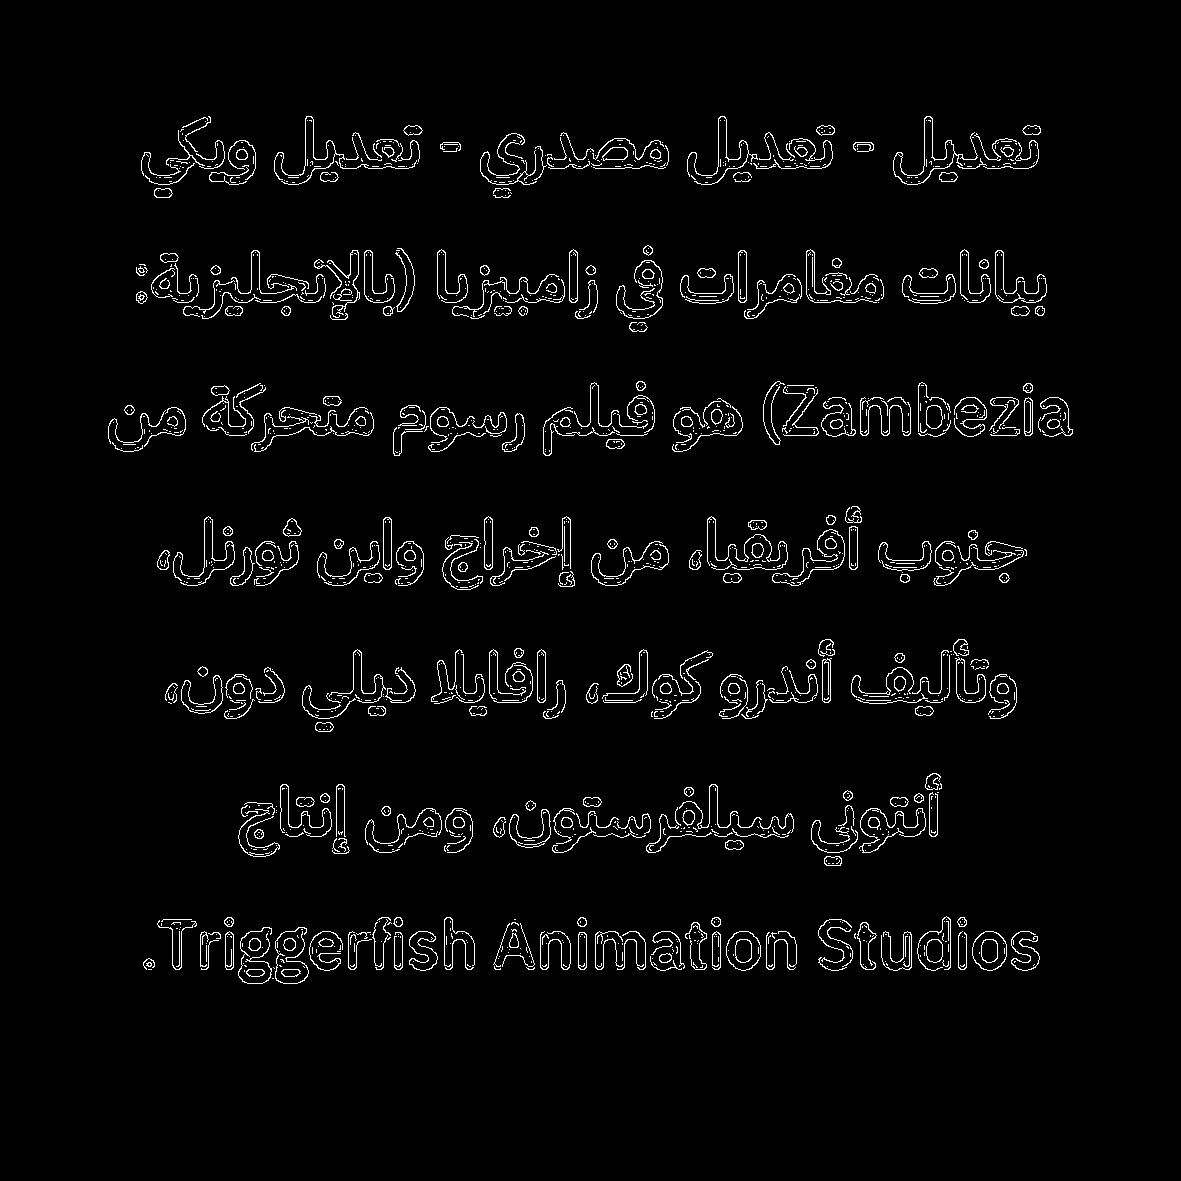 تعديل - تعديل مصدري - تعديل ويكي
بيانات مغامرات في زامبيزيا (بالإنجليزية:
Zambezia) هو فيلم رسوم متحركة من
جنوب أفريقيا، من إخراج واين ثورنل،
وتأليف أندرو كوك، رافايلا ديلي دون،
أنتوني سيلفرستون، ومن إنتاج
Triggerfish Animation Studios.